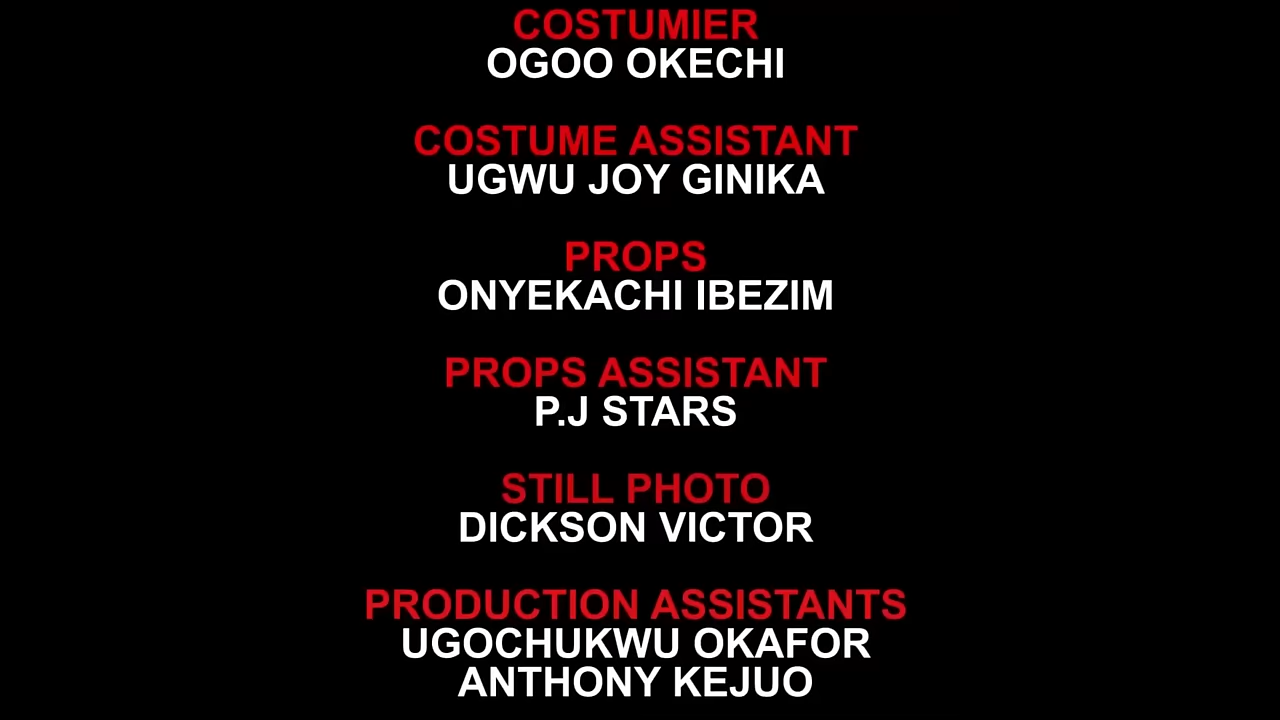 COSTUMIER
OGOO OKECHI
COSTUME ASSISTANT
UGWU JOY GINIKA
PROPS
ONYEKACHI IBEZIM
PROPS ASSISTANT
P.J STARS
STILL PHOTO
DICKSON VICTOR
PRODUCTION ASSISTANTS
UGOCHUKWU OKAFOR
ANTHONY KEJUO